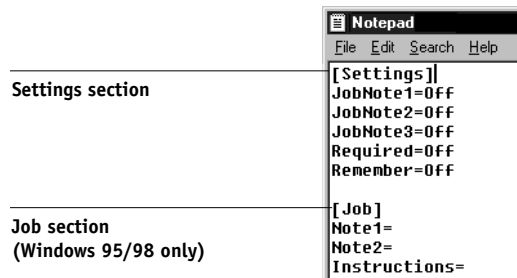 Notepad
File Edit Search Help
Settings section
[Settings]
JobNote1=Off
JobNote2=Off
JobNote3=Off
Required=Off
Remember=Off
Job section
(Windows 95/98 only)
[Job]
Note1=
Note2=
Instructions=